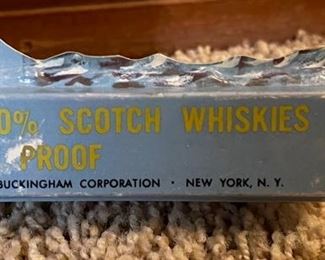 0% SCOTCH WHISKIES
PROOF
BUCKINGHAM CORPORATION · NEW YORK, N. Y.